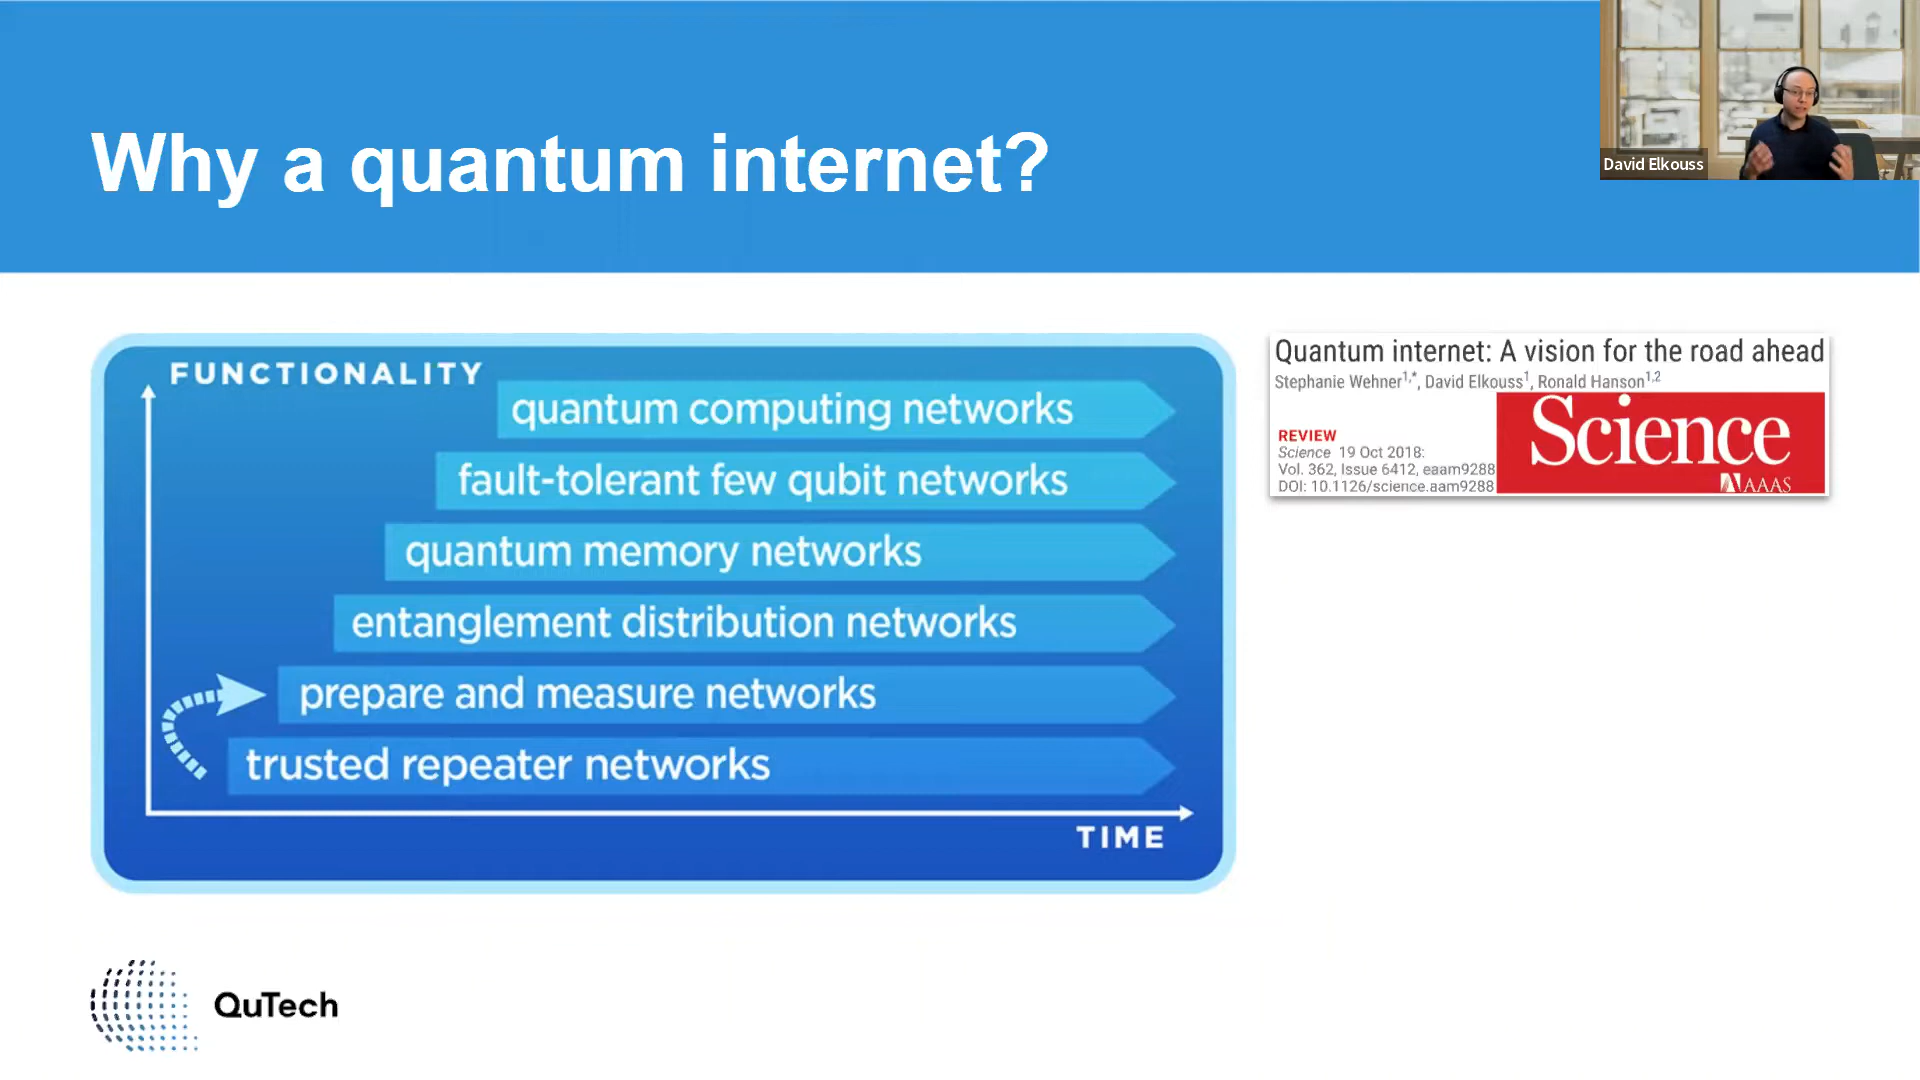 Why a quantum internet?
David Elkouss
FUNCTIONALITY
quantum computing networks
fault-tolerant few qubit networks
quantum memory networks
entanglement distribution networks
prepare and measure networks
trusted repeater networks
TIME
Quantum internet: A vision for the road ahead
Stephanie Wehner1,*, David Elkouss1, Ronald Hanson1,2
REVIEW
Science 19 Oct 2018:
Vol. 362, Issue 6412, eaam9288
DOI: 10.1126/science.aam9288
Science
AAAS
QuTech